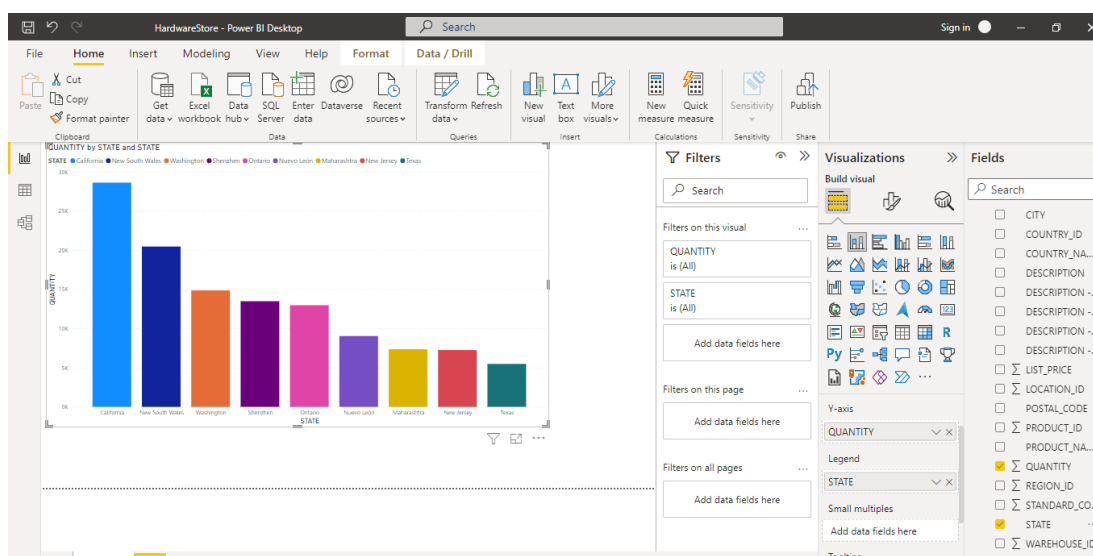 HardwareStore - Power BI Desktop
Search
Sign in
File Home Insert Modeling View Help Format Data / Drill
Paste
Cut
Copy
Format painter
Clipboard
Get data
Excel workbook
Data hub
SQL Server
Enter data
Dataverse
Recent sources
Data
Transform data
Refresh
Queries
New visual
Text box
More visuals
Insert
New measure
Quick measure
Calculations
Sensitivity
Sensitivity
Publish
Share
QUANTITY by STATE and STATE
STATE California New South Wales Washington Shenzhen Ontario Nuevo León Maharashtra New Jersey Texas
30K
25K
20K
15K
10K
5K
0K
QUANTITY
California New South Wales Washington Shenzhen Ontario Nuevo León Maharashtra New Jersey Texas
STATE
Filters
Search
Filters on this visual
QUANTITY
is (All)
STATE
is (All)
Add data fields here
Filters on this page
Add data fields here
Filters on all pages
Add data fields here
Visualizations
Build visual
123
R
Py
Y-axis
QUANTITY
Legend
STATE
Small multiples
Add data fields here
Fields
Search
CITY
COUNTRY_ID
COUNTRY_NA...
DESCRIPTION
DESCRIPTION -...
DESCRIPTION -...
DESCRIPTION -...
LIST_PRICE
LOCATION_ID
POSTAL_CODE
PRODUCT_ID
PRODUCT_NA...
QUANTITY
REGION_ID
STANDARD_CO...
STATE
WAREHOUSE_ID